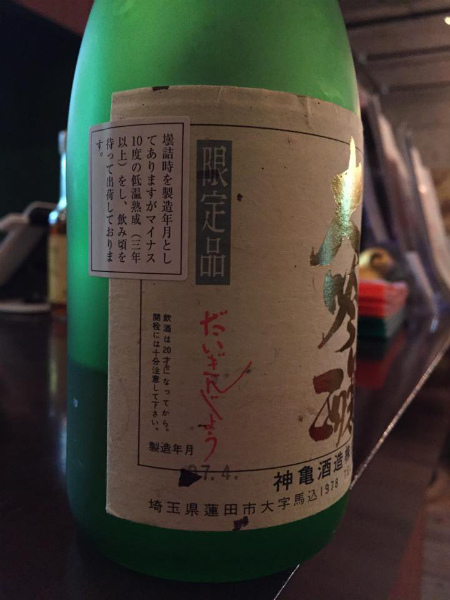 壜詰時を製造年月とし
てありますがマイナス
10度の低温熟成（三年
以上）をし、飲み頃を
待って出荷しておりま
す。
限定品
大吟醸
だいぎんじょう
飲酒は20才になってから。
開栓には十分注意して下さい。
製造年月
97.4.
神亀酒造株
埼玉県蓮田市大字馬込1978